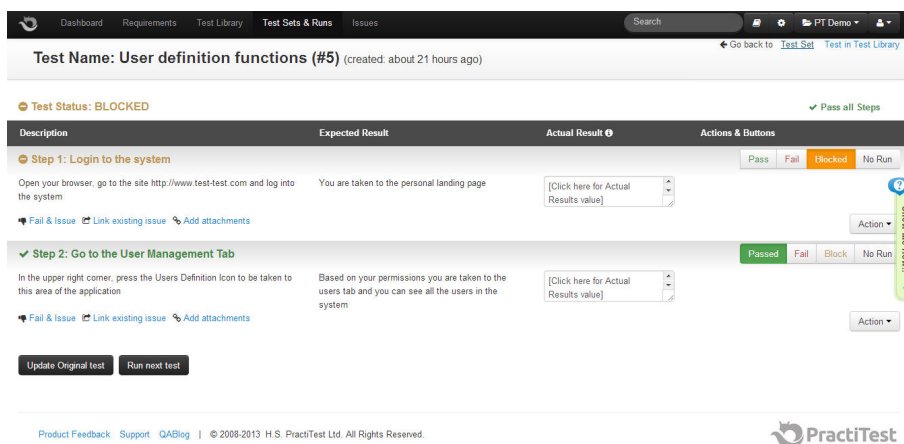 Dashboard Requirements Test Library Test Sets & Runs Issues Search PT Demo
Go back to Test Set Test in Test Library
Test Name: User definition functions (#5) (created: about 21 hours ago)
Test Status: BLOCKED Pass all Steps
Description Expected Result Actual Result Actions & Buttons
Step 1: Login to the system Pass Fail Blocked No Run
Open your browser, go to the site http://www.test-test.com and log into
the system
You are taken to the personal landing page
[Click here for Actual
Results value]
Fail & Issue Link existing issue Add attachments
Action
Step 2: Go to the User Management Tab Passed Fail Block No Run
In the upper right corner, press the Users Definition Icon to be taken to
this area of the application
Based on your permissions you are taken to the
users tab and you can see all the users in the
system
[Click here for Actual
Results value]
Fail & Issue Link existing issue Add attachments
Action
Update Original test Run next test
Product Feedback Support QABlog | © 2008-2013 H.S. PractiTest Ltd. All Rights Reserved.
PractiTest